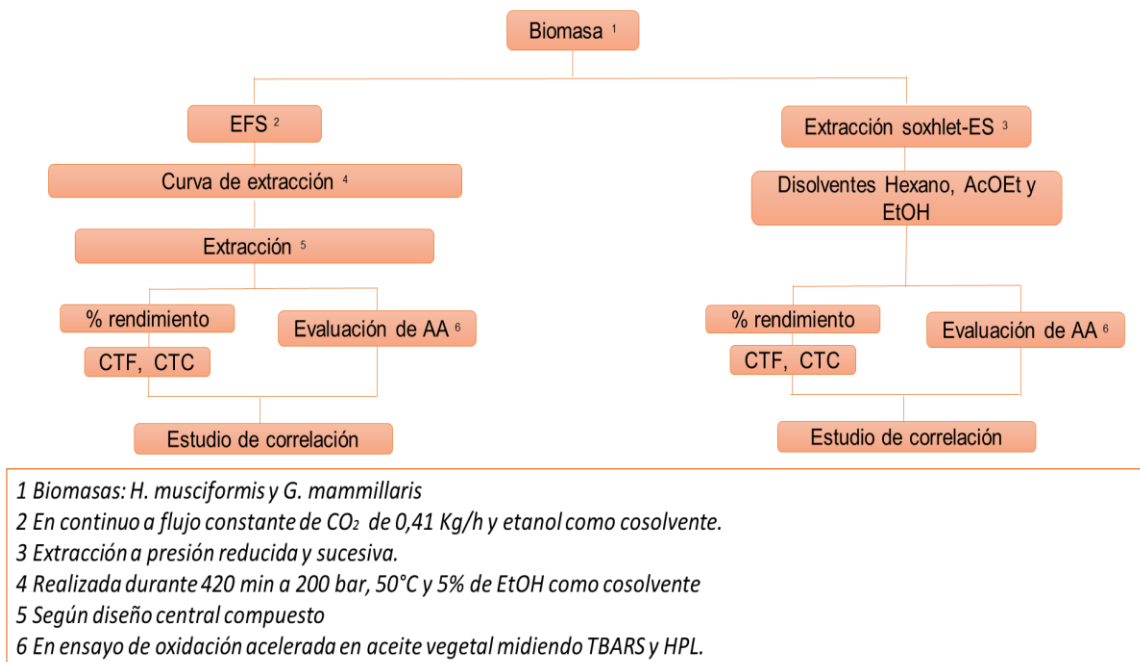 Biomasa 1
EFS 2
Extracción soxhlet-ES 3
Curva de extracción 4
Disolventes Hexano, AcOEt y
EtOH
Extracción 5
% rendimiento
Evaluación de AA 6
CTF, CTC
Estudio de correlación
% rendimiento
Evaluación de AA 6
CTF, CTC
Estudio de correlación
1 Biomasas: H. musciformis y G. mammillaris
2 En continuo a flujo constante de CO2 de 0,41 Kg/h y etanol como cosolvente.
3 Extracción a presión reducida y sucesiva.
4 Realizada durante 420 min a 200 bar, 50°C y 5% de EtOH como cosolvente
5 Según diseño central compuesto
6 En ensayo de oxidación acelerada en aceite vegetal midiendo TBARS y HPL.